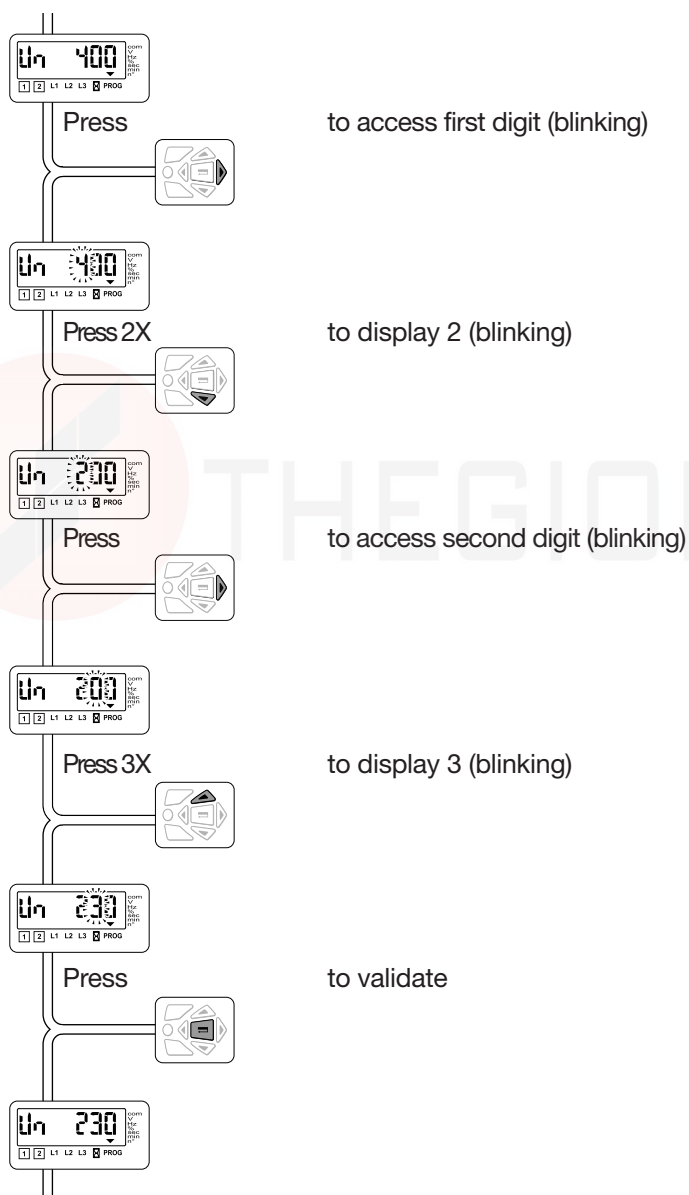 Un 400
com
V
Hz
%
sec
min
n°
1 2 L1 L2 L3 PROG
Press to access first digit (blinking)
Un 400
com
V
Hz
%
sec
min
n°
1 2 L1 L2 L3 PROG
Press 2X to display 2 (blinking)
Un 200
com
V
Hz
%
sec
min
n°
1 2 L1 L2 L3 PROG
THEGIO
Press to access second digit (blinking)
Un 200
com
V
Hz
%
sec
min
n°
1 2 L1 L2 L3 PROG
Press 3X to display 3 (blinking)
Un 230
com
V
Hz
%
sec
min
n°
1 2 L1 L2 L3 PROG
Press to validate
Un 230
com
V
Hz
%
sec
min
n°
1 2 L1 L2 L3 PROG